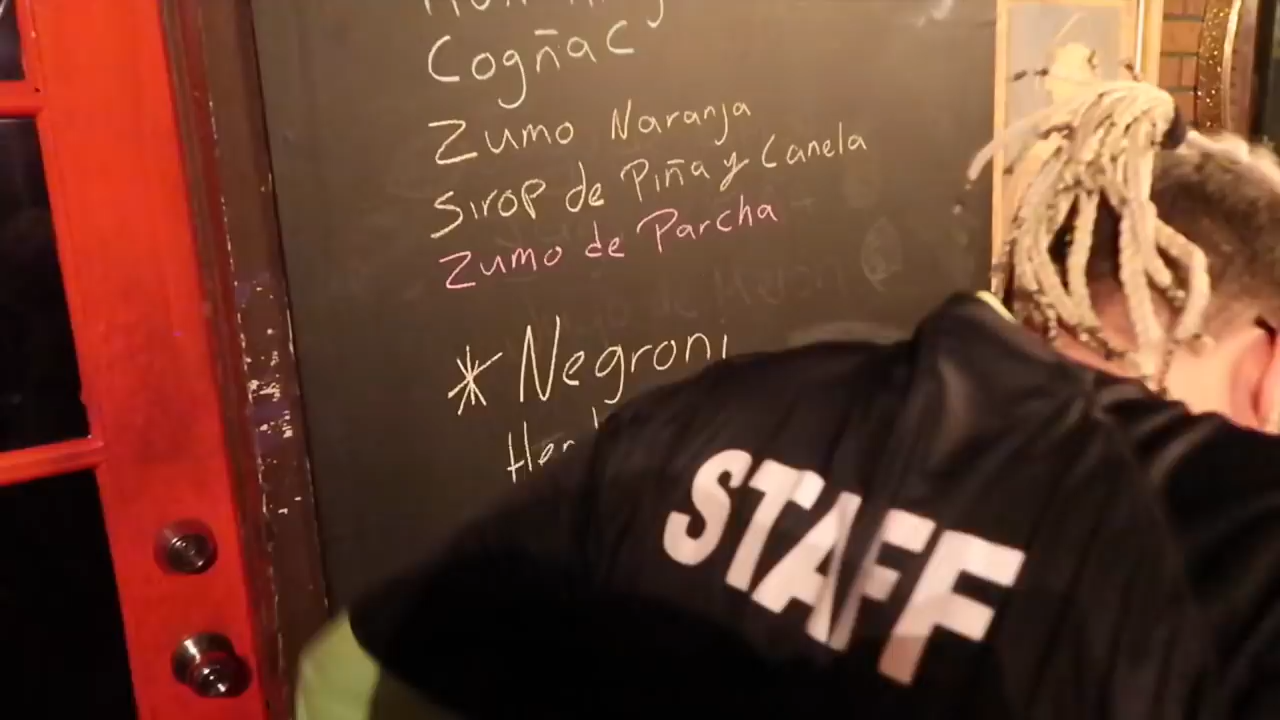 Cogñac
Zumo Naranja
Sirop de Piña y Canela
Zumo de Parcha
* Negroni
STAFF